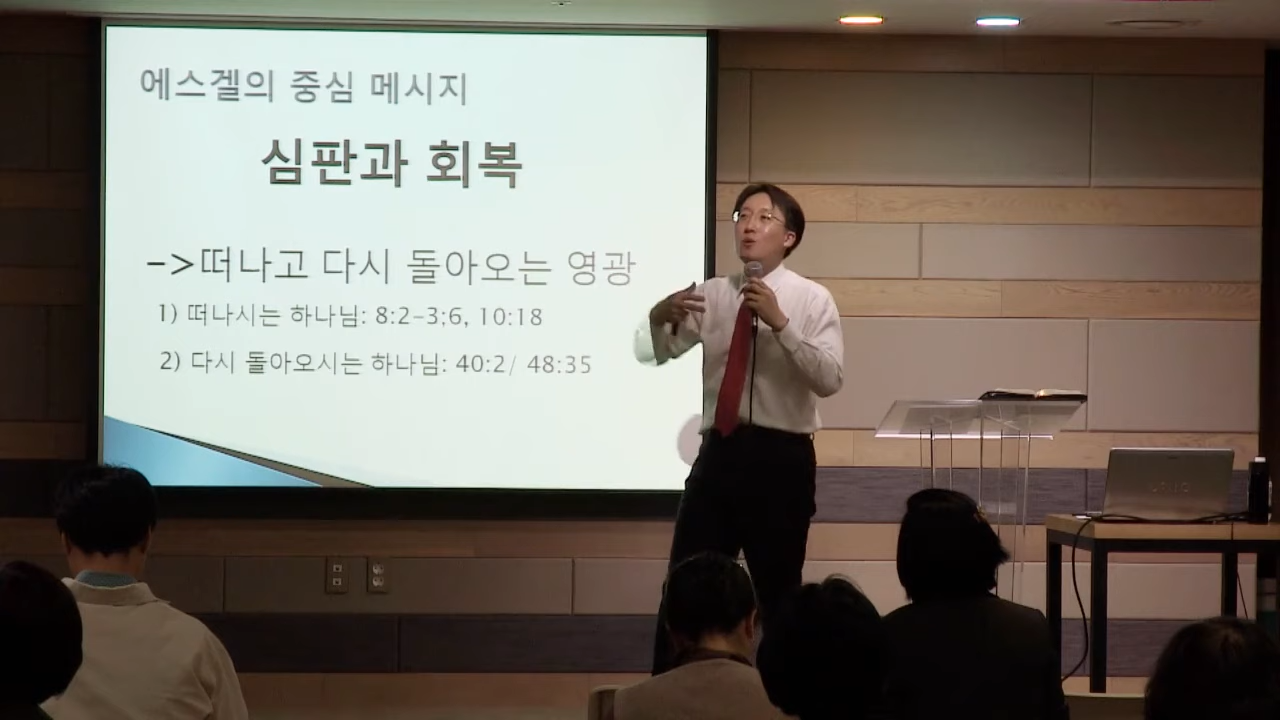 에스겔의 중심 메시지
심판과 회복
->떠나고 다시 돌아오는 영광
1) 떠나시는 하나님: 8:2-3;6, 10:18
2) 다시 돌아오시는 하나님: 40:2/ 48:35